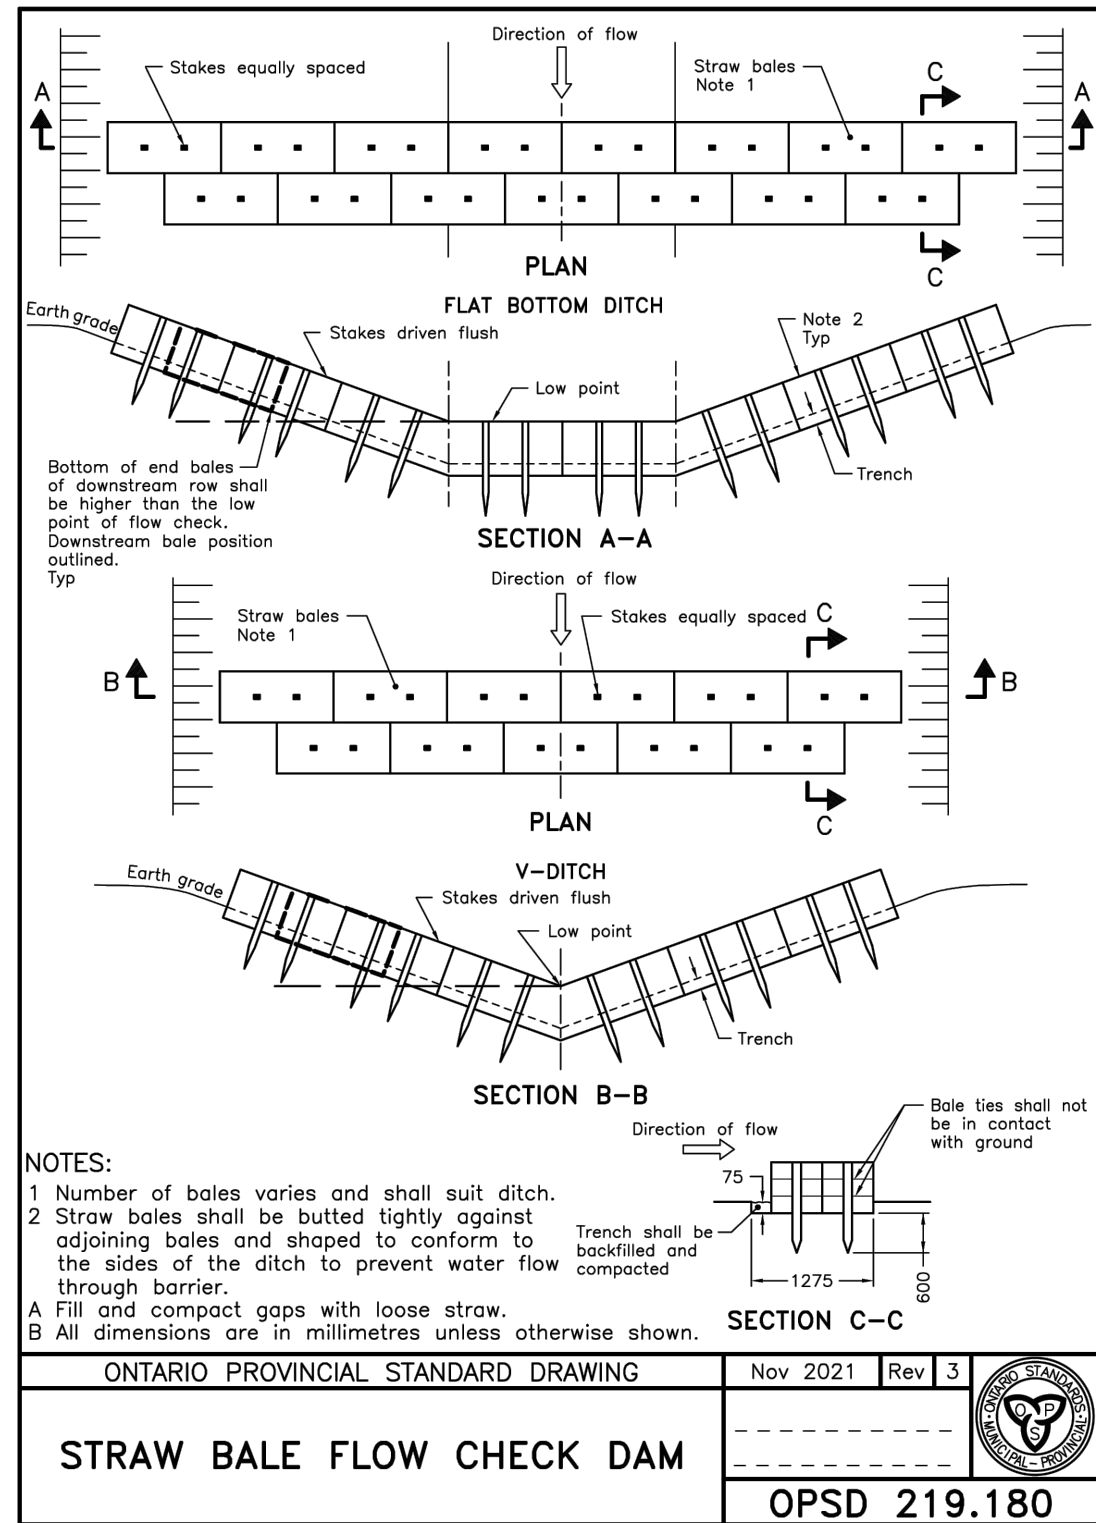 Direction of flow
Stakes equally spaced
Straw bales
Note 1
C
A
A
C
PLAN
FLAT BOTTOM DITCH
Earth grade
Stakes driven flush
Note 2
Typ
Low point
Trench
Bottom of end bales
of downstream row shall
be higher than the low
point of flow check.
Downstream bale position
outlined.
Typ
SECTION A-A
Direction of flow
Straw bales
Note 1
Stakes equally spaced
C
B
B
C
PLAN
V-DITCH
Earth grade
Stakes driven flush
Low point
Trench
SECTION B-B
Direction of flow
Bale ties shall not
be in contact
with ground
75
Trench shall be
backfilled and
compacted
1275
600
SECTION C-C
NOTES:
1 Number of bales varies and shall suit ditch.
2 Straw bales shall be butted tightly against
adjoining bales and shaped to conform to
the sides of the ditch to prevent water flow
through barrier.
A Fill and compact gaps with loose straw.
B All dimensions are in millimetres unless otherwise shown.
ONTARIO PROVINCIAL STANDARD DRAWING
Nov 2021
Rev
3
STRAW BALE FLOW CHECK DAM
ONTARIO STANDARDS
MUNICIPAL - PROVINCIAL
O P
S
OPSD 219.180